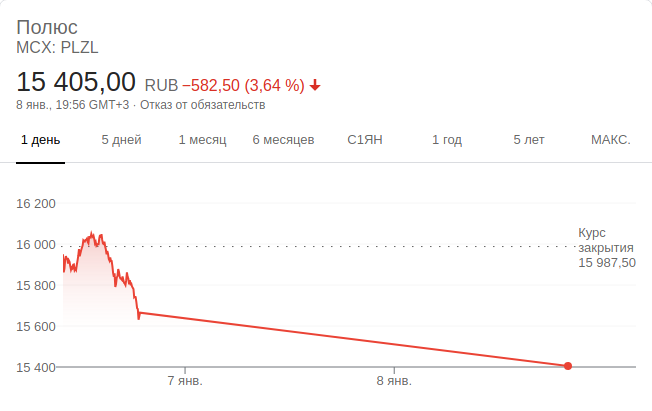 Полюс
MCX: PLZL
15 405,00 RUB −582,50 (3,64 %)
8 янв., 19:56 GMT+3 · Отказ от обязательств
1 день 5 дней 1 месяц 6 месяцев С1ЯН 1 год 5 лет МАКС.
16 200
16 000
15 800
15 600
15 400
Курс
закрытия
15 987,50
7 янв. 8 янв.